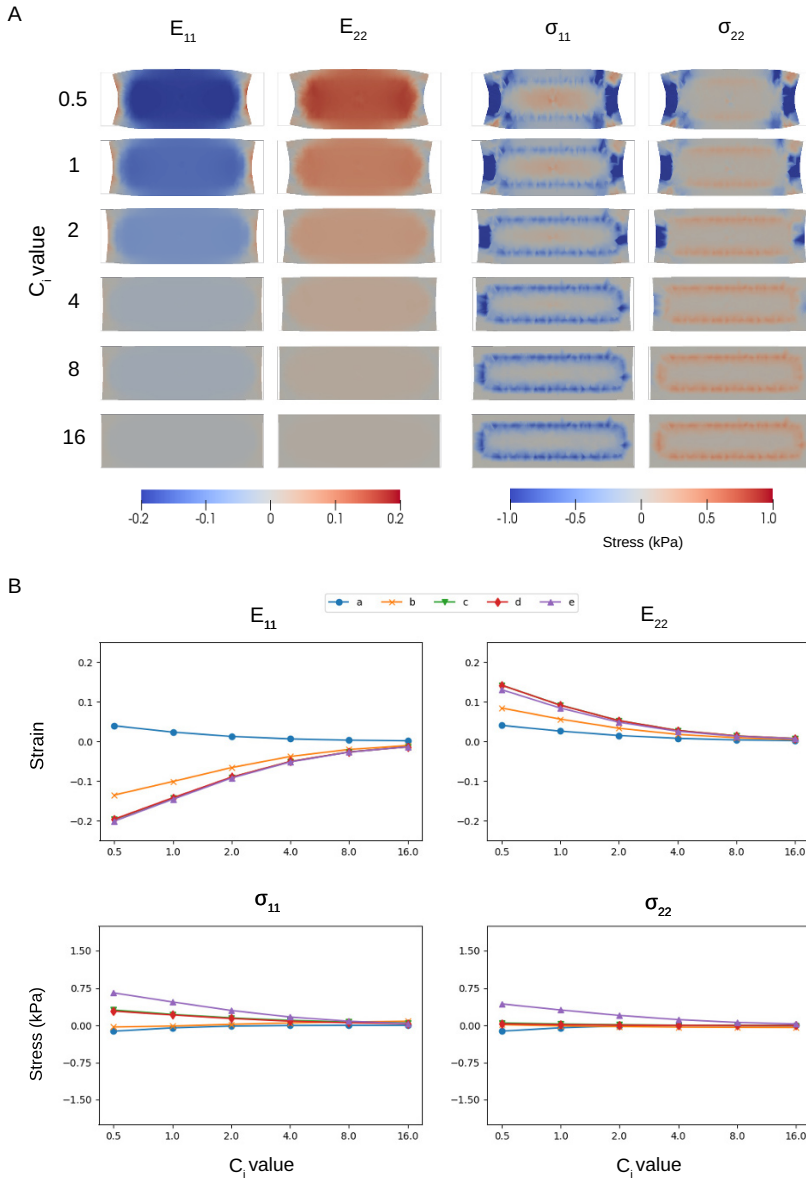 A
E11 E22 σ11 σ22
0.5
1
2
4
8
16
Ci value
-0.2 -0.1 0 0.1 0.2
-1.0 -0.5 0 0.5 1.0
Stress (kPa)
B
a b c d e
E11 E22
0.2
0.1
0.0
−0.1
−0.2
Strain
0.5 1.0 2.0 4.0 8.0 16.0
0.2
0.1
0.0
−0.1
−0.2
0.5 1.0 2.0 4.0 8.0 16.0
σ11 σ22
1.50
0.75
0.00
−0.75
−1.50
Stress (kPa)
0.5 1.0 2.0 4.0 8.0 16.0
Ci value
1.50
0.75
0.00
−0.75
−1.50
0.5 1.0 2.0 4.0 8.0 16.0
Ci value